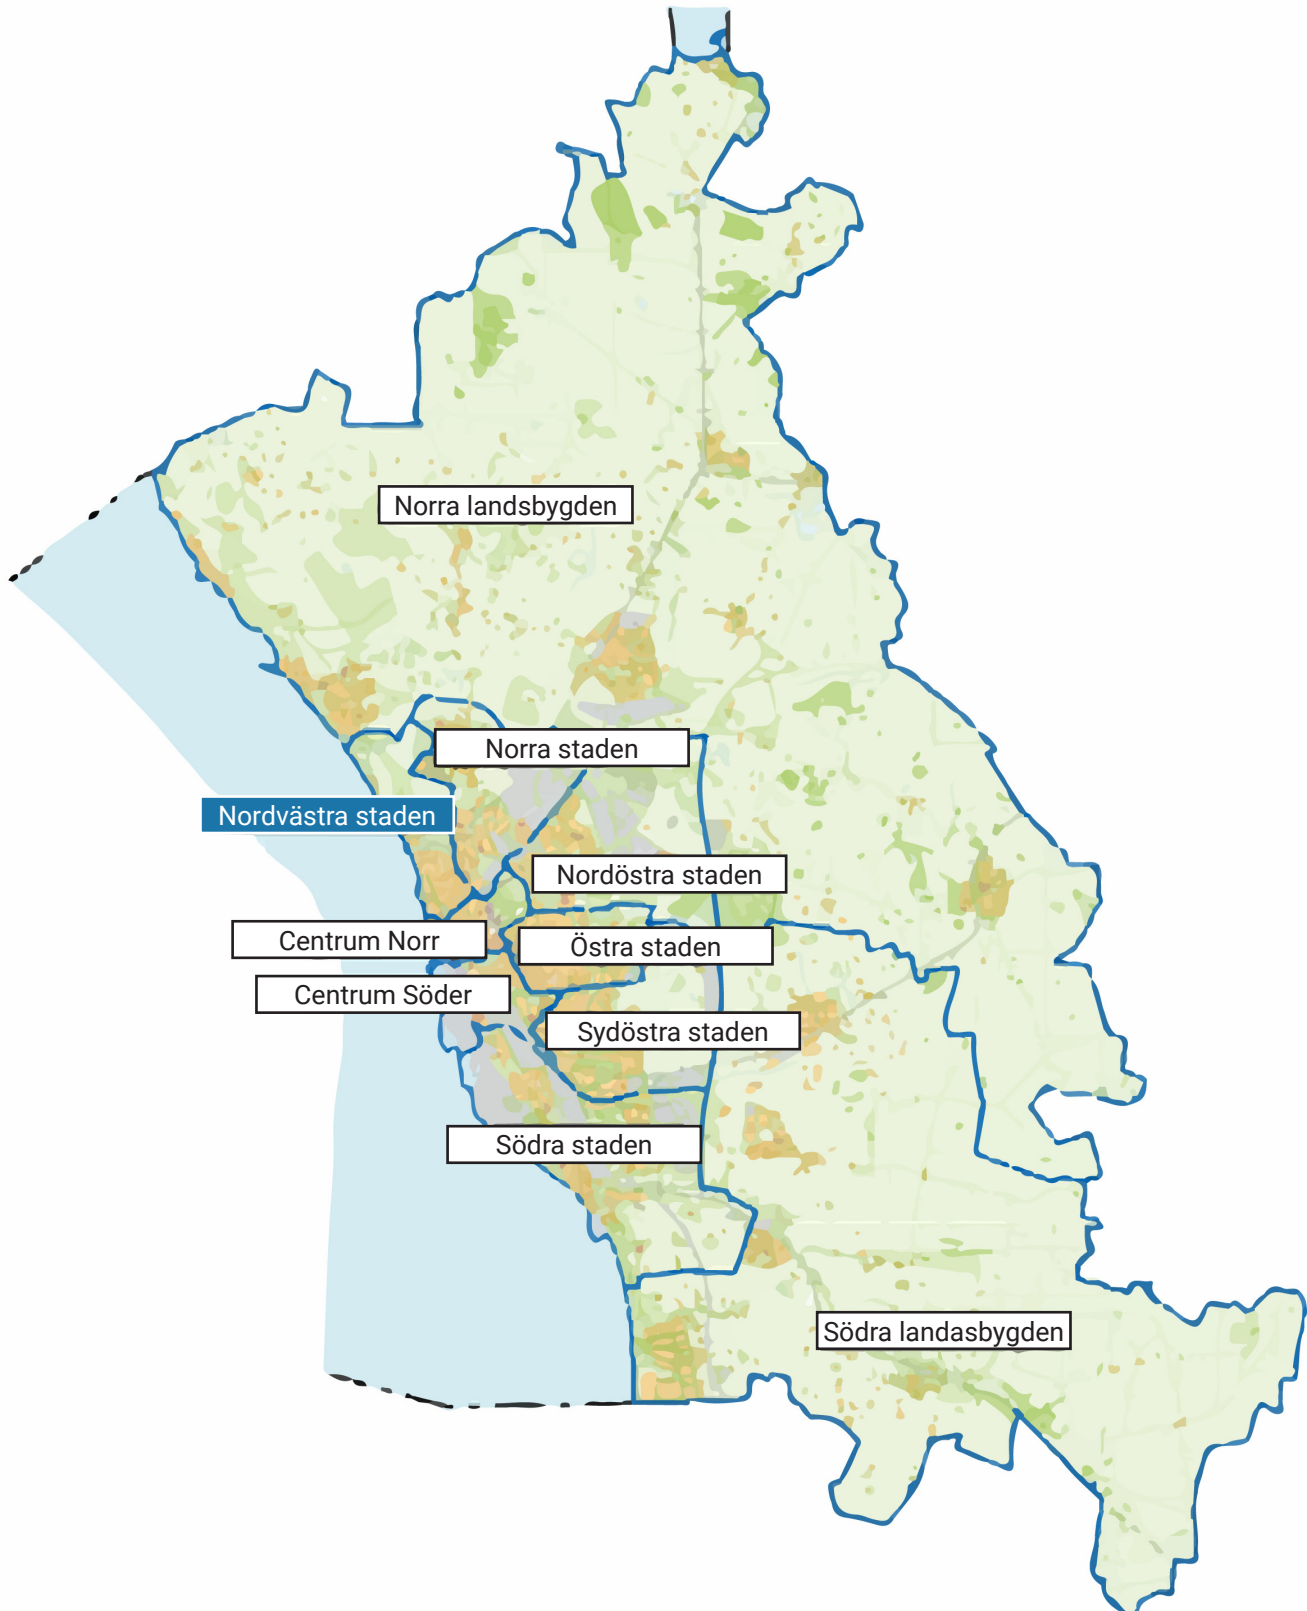 Norra landsbygden
Norra staden
Nordvästra staden
Nordöstra staden
Centrum Norr
Östra staden
Centrum Söder
Sydöstra staden
Södra staden
Södra landasbygden